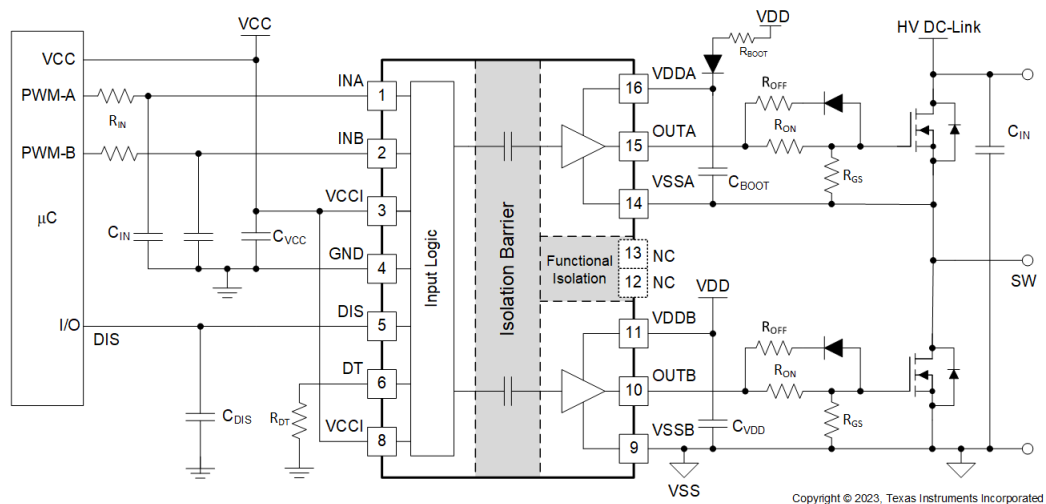 VCC
VDD
HV DC-Link
R_BOOT
VCC
PWM-A
R_IN
PWM-B
µC
C_IN
C_VCC
I/O
DIS
C_DIS
R_DT
INA
1
INB
2
VCCI
3
GND
4
DIS
5
DT
6
VCCI
8
Input Logic
Isolation Barrier
Functional
Isolation
VDDA
16
OUTA
15
VSSA
14
13
NC
12
NC
VDDB
11
OUTB
10
VSSB
9
C_BOOT
R_OFF
R_ON
R_GS
C_IN
SW
VDD
R_OFF
R_ON
R_GS
C_VDD
VSS
Copyright © 2023, Texas Instruments Incorporated